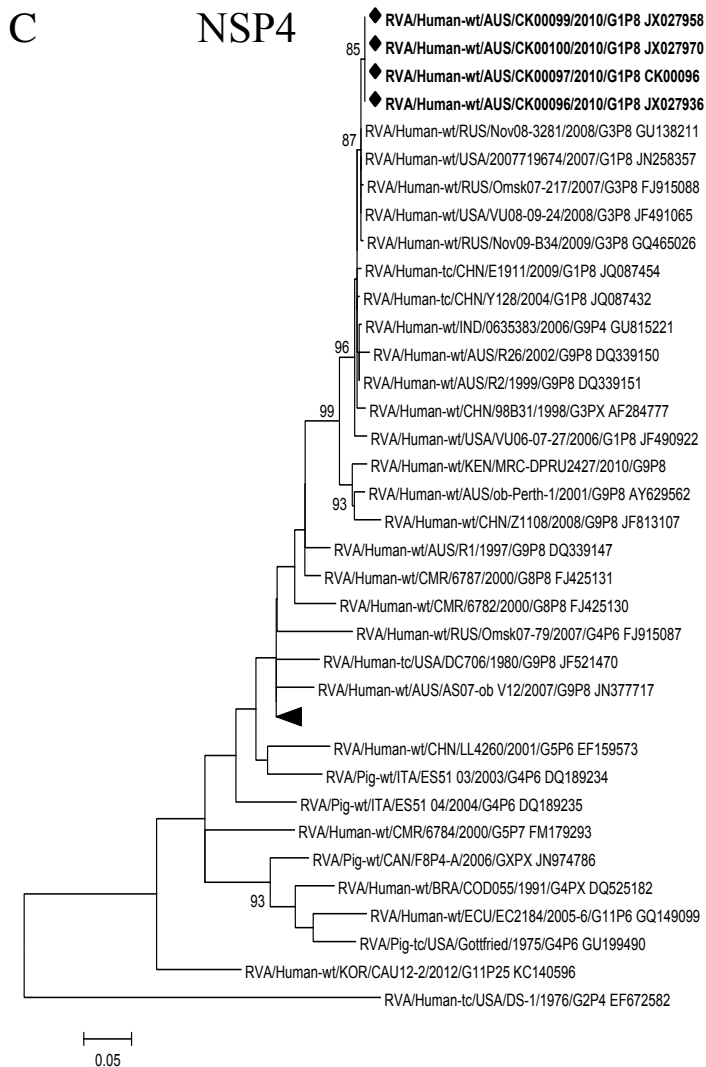 C NSP4
RVA/Human-wt/AUS/CK00099/2010/G1P8 JX027958
85
RVA/Human-wt/AUS/CK00100/2010/G1P8 JX027970
RVA/Human-wt/AUS/CK00097/2010/G1P8 CK00096
RVA/Human-wt/AUS/CK00096/2010/G1P8 JX027936
RVA/Human-wt/RUS/Nov08-3281/2008/G3P8 GU138211
87
RVA/Human-wt/USA/2007719674/2007/G1P8 JN258357
RVA/Human-wt/RUS/Omsk07-217/2007/G3P8 FJ915088
RVA/Human-wt/USA/VU08-09-24/2008/G3P8 JF491065
RVA/Human-wt/RUS/Nov09-B34/2009/G3P8 GQ465026
RVA/Human-tc/CHN/E1911/2009/G1P8 JQ087454
RVA/Human-tc/CHN/Y128/2004/G1P8 JQ087432
RVA/Human-wt/IND/0635383/2006/G9P4 GU815221
96
RVA/Human-wt/AUS/R26/2002/G9P8 DQ339150
RVA/Human-wt/AUS/R2/1999/G9P8 DQ339151
RVA/Human-wt/CHN/98B31/1998/G3PX AF284777
99
RVA/Human-wt/USA/VU06-07-27/2006/G1P8 JF490922
RVA/Human-wt/KEN/MRC-DPRU2427/2010/G9P8
RVA/Human-wt/AUS/ob-Perth-1/2001/G9P8 AY629562
93
RVA/Human-wt/CHN/Z1108/2008/G9P8 JF813107
RVA/Human-wt/AUS/R1/1997/G9P8 DQ339147
RVA/Human-wt/CMR/6787/2000/G8P8 FJ425131
RVA/Human-wt/CMR/6782/2000/G8P8 FJ425130
RVA/Human-wt/RUS/Omsk07-79/2007/G4P6 FJ915087
RVA/Human-tc/USA/DC706/1980/G9P8 JF521470
RVA/Human-wt/AUS/AS07-ob V12/2007/G9P8 JN377717
RVA/Human-wt/CHN/LL4260/2001/G5P6 EF159573
RVA/Pig-wt/ITA/ES51 03/2003/G4P6 DQ189234
RVA/Pig-wt/ITA/ES51 04/2004/G4P6 DQ189235
RVA/Human-wt/CMR/6784/2000/G5P7 FM179293
RVA/Pig-wt/CAN/F8P4-A/2006/GXPX JN974786
RVA/Human-wt/BRA/COD055/1991/G4PX DQ525182
93
RVA/Human-wt/ECU/EC2184/2005-6/G11P6 GQ149099
RVA/Pig-tc/USA/Gottfried/1975/G4P6 GU199490
RVA/Human-wt/KOR/CAU12-2/2012/G11P25 KC140596
RVA/Human-tc/USA/DS-1/1976/G2P4 EF672582
0.05